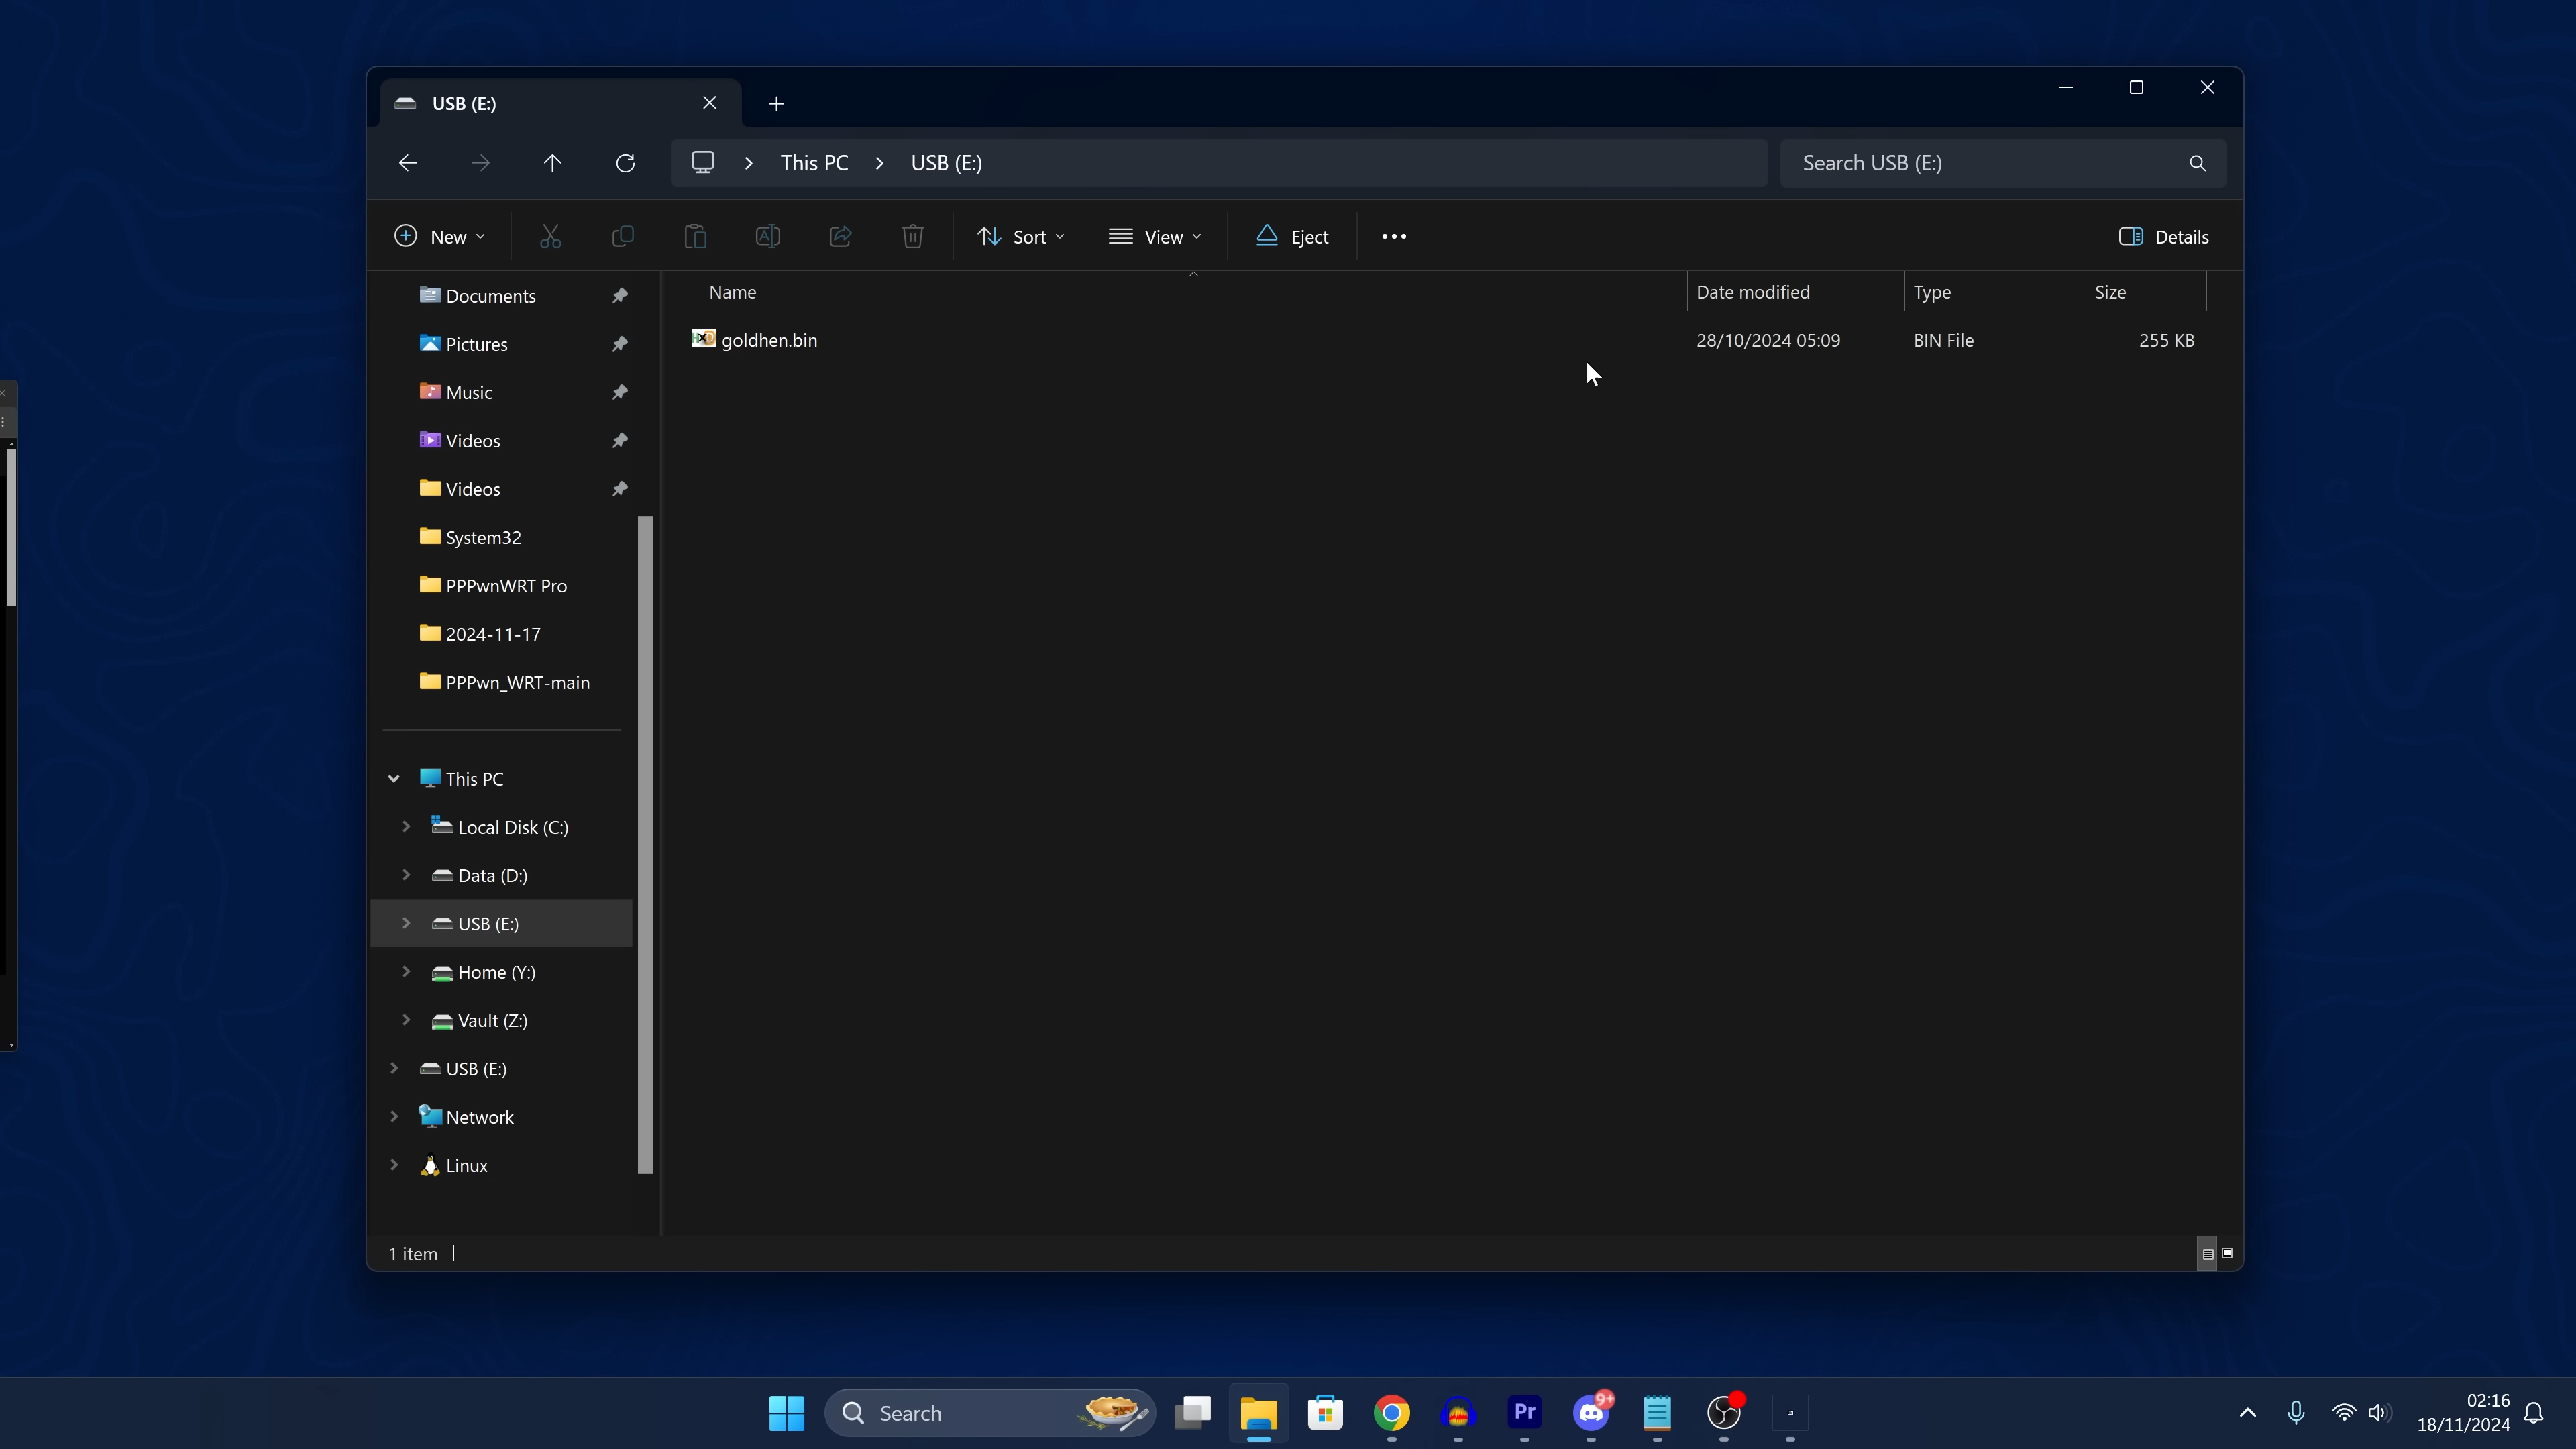 USB (E:)
This PC > USB (E:)
Search USB (E:)
New
Sort
View
Eject
Details
Name Date modified Type Size
goldhen.bin 28/10/2024 05:09 BIN File 255 KB
Documents
Pictures
Music
Videos
Videos
System32
PPPwnWRT Pro
2024-11-17
PPPwn_WRT-main
This PC
Local Disk (C:)
Data (D:)
USB (E:)
Home (Y:)
Vault (Z:)
USB (E:)
Network
Linux
1 item
Search
Pr
9+
02:16
18/11/2024